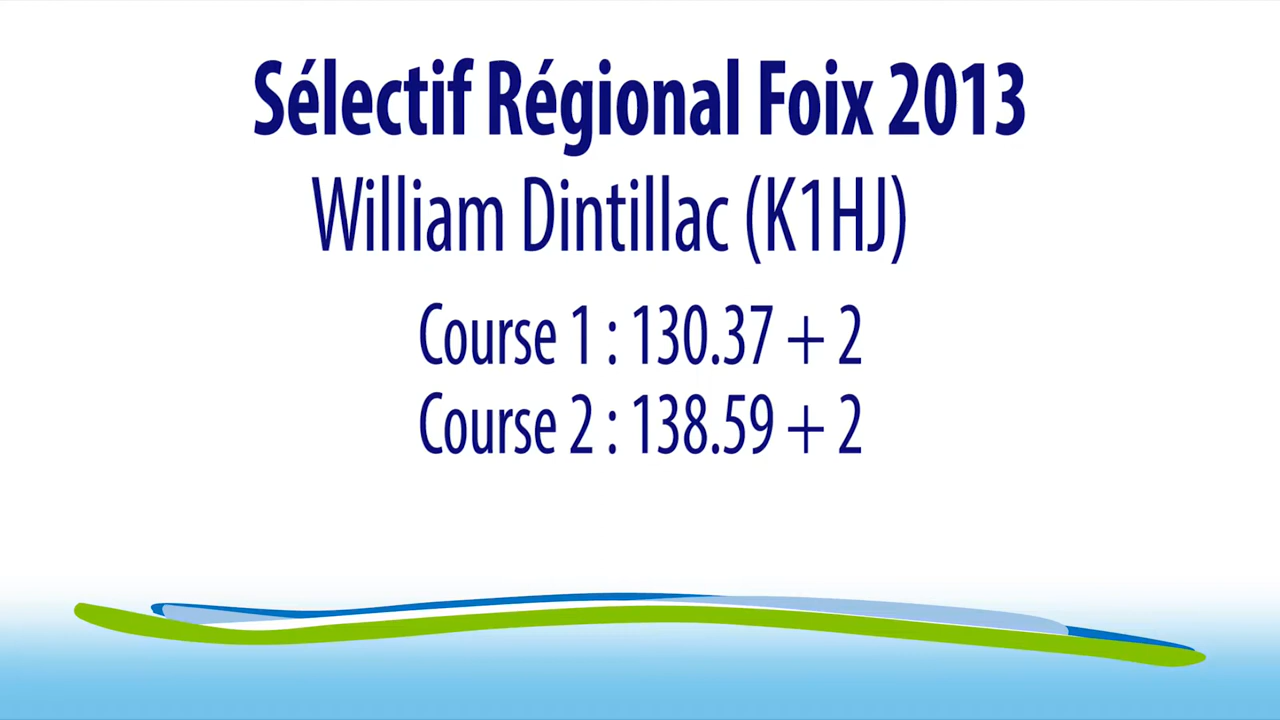 Sélectif Régional Foix 2013
William Dintillac (K1HJ)
Course 1 : 130.37 + 2
Course 2 : 138.59 + 2